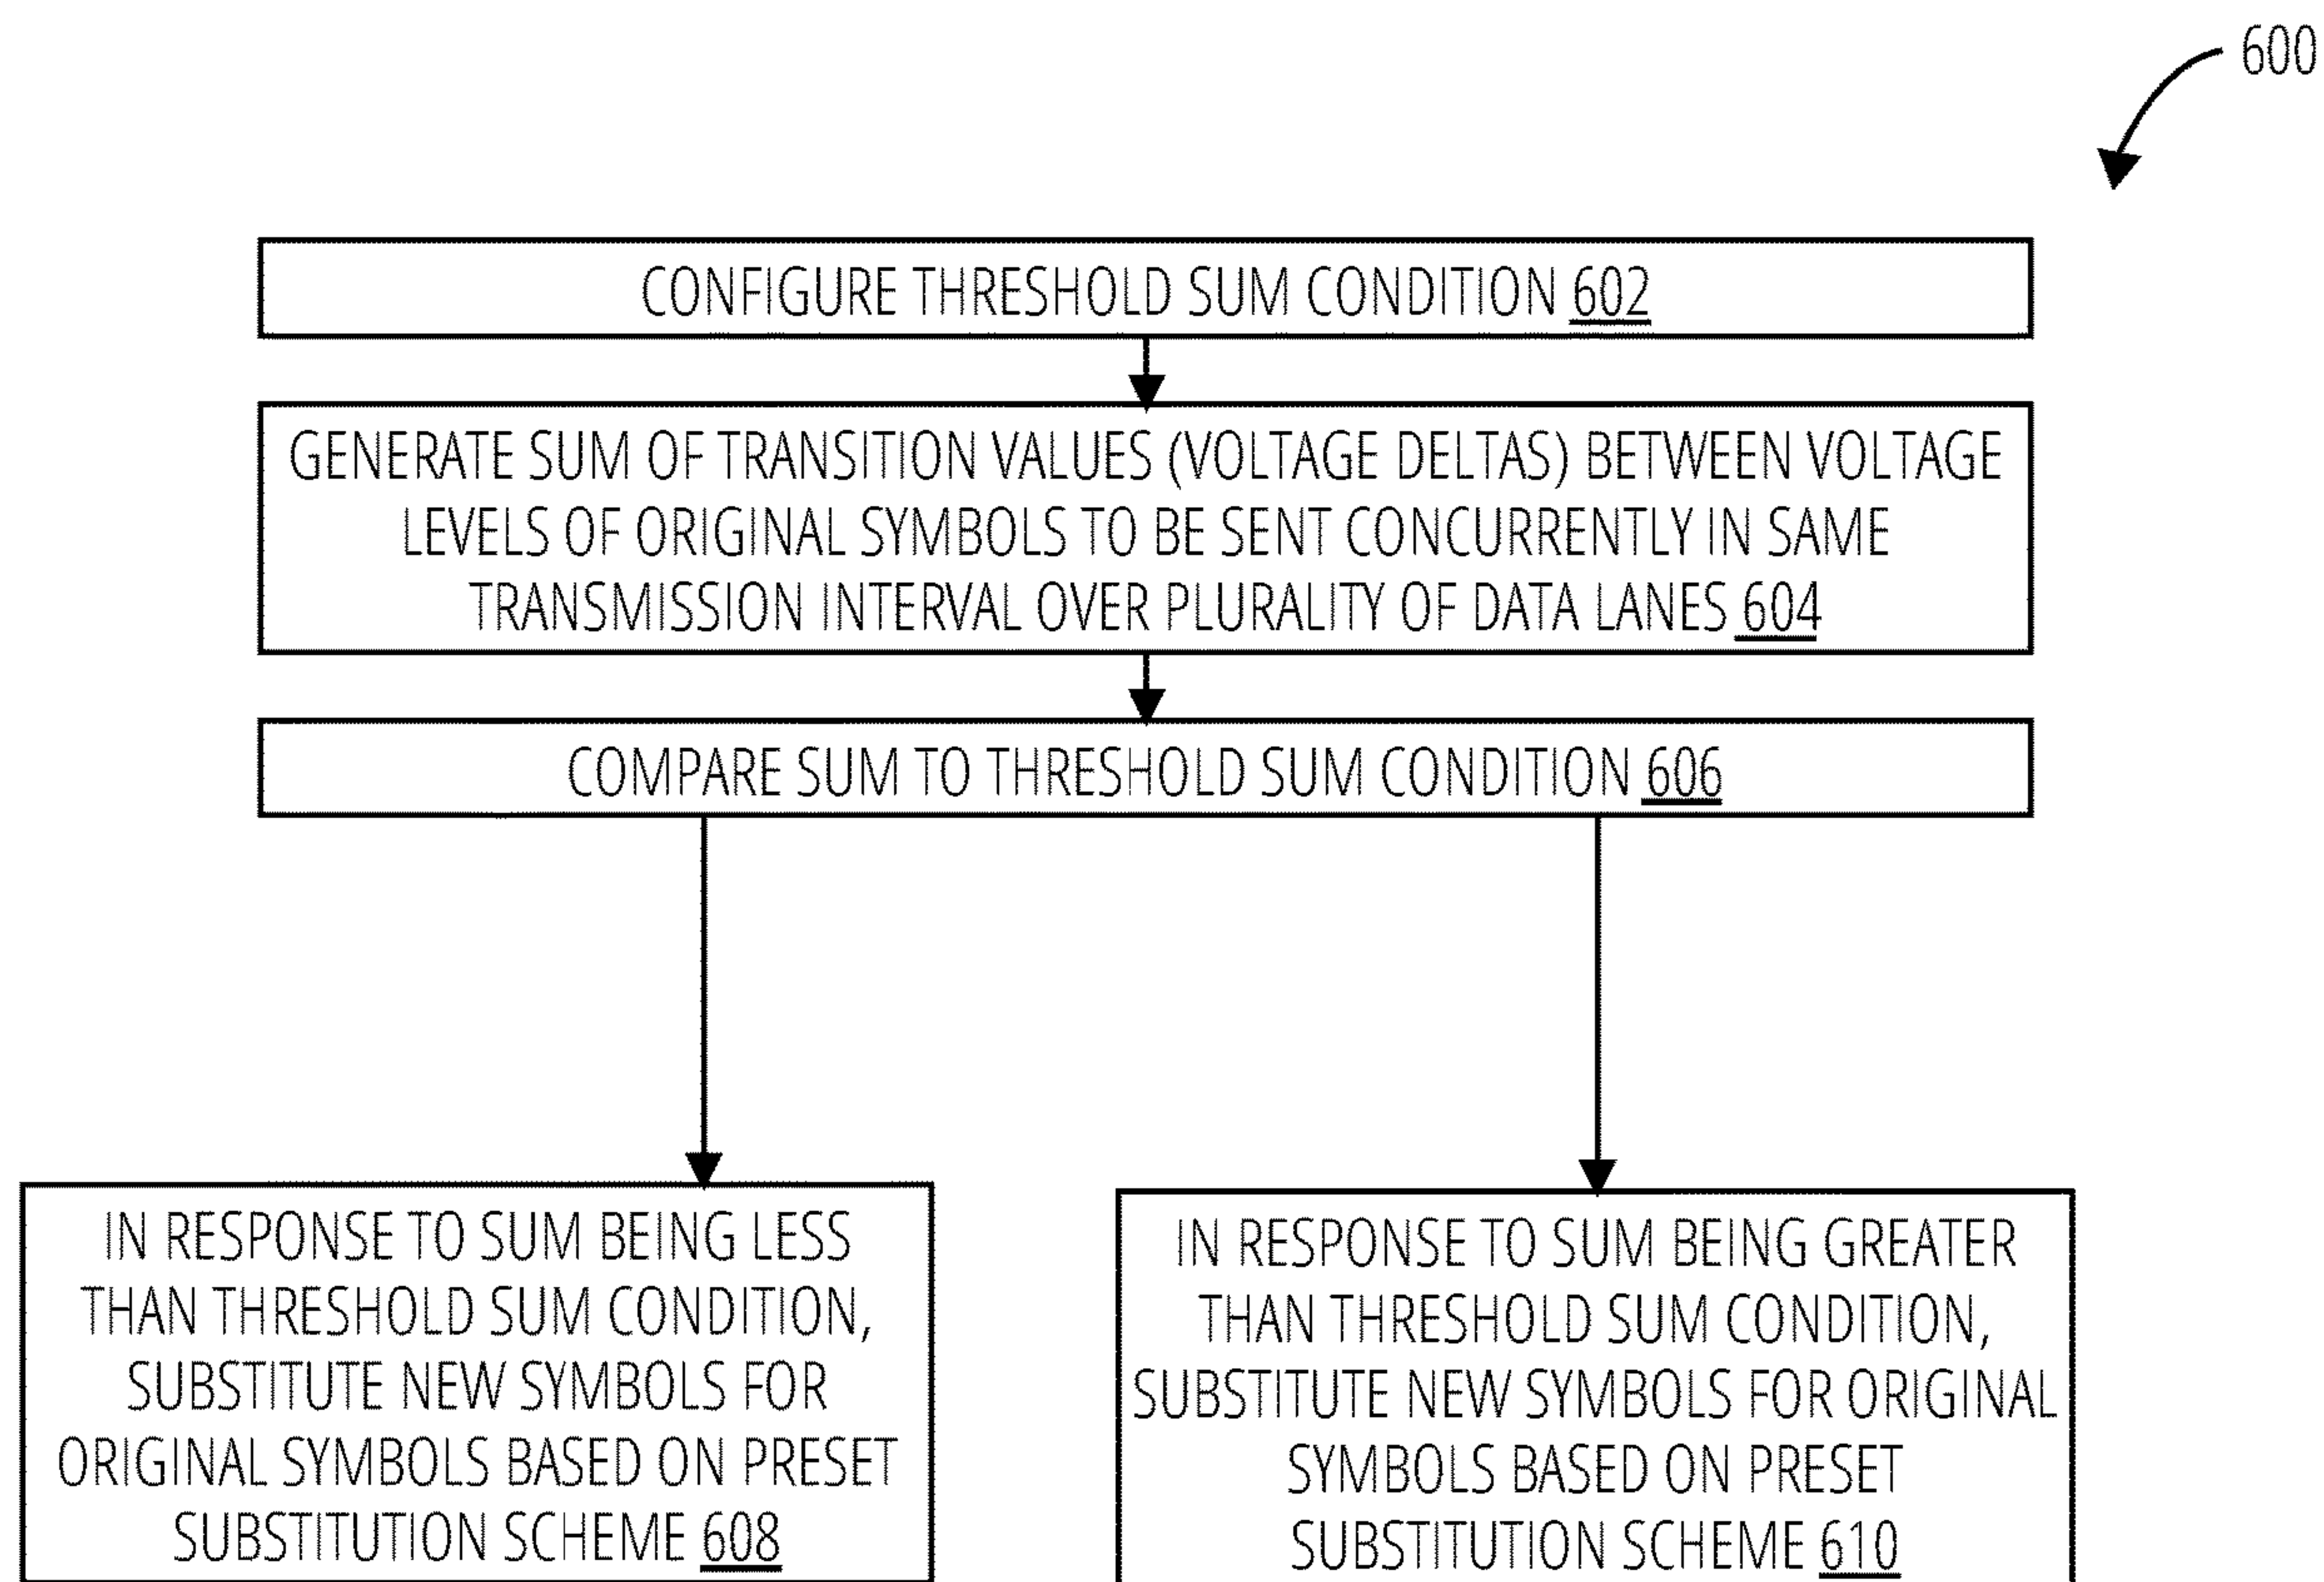 600
CONFIGURE THRESHOLD SUM CONDITION 602
GENERATE SUM OF TRANSITION VALUES (VOLTAGE DELTAS) BETWEEN VOLTAGE
LEVELS OF ORIGINAL SYMBOLS TO BE SENT CONCURRENTLY IN SAME
TRANSMISSION INTERVAL OVER PLURALITY OF DATA LANES 604
COMPARE SUM TO THRESHOLD SUM CONDITION 606
IN RESPONSE TO SUM BEING LESS
THAN THRESHOLD SUM CONDITION,
SUBSTITUTE NEW SYMBOLS FOR
ORIGINAL SYMBOLS BASED ON PRESET
SUBSTITUTION SCHEME 608
IN RESPONSE TO SUM BEING GREATER
THAN THRESHOLD SUM CONDITION,
SUBSTITUTE NEW SYMBOLS FOR ORIGINAL
SYMBOLS BASED ON PRESET
SUBSTITUTION SCHEME 610